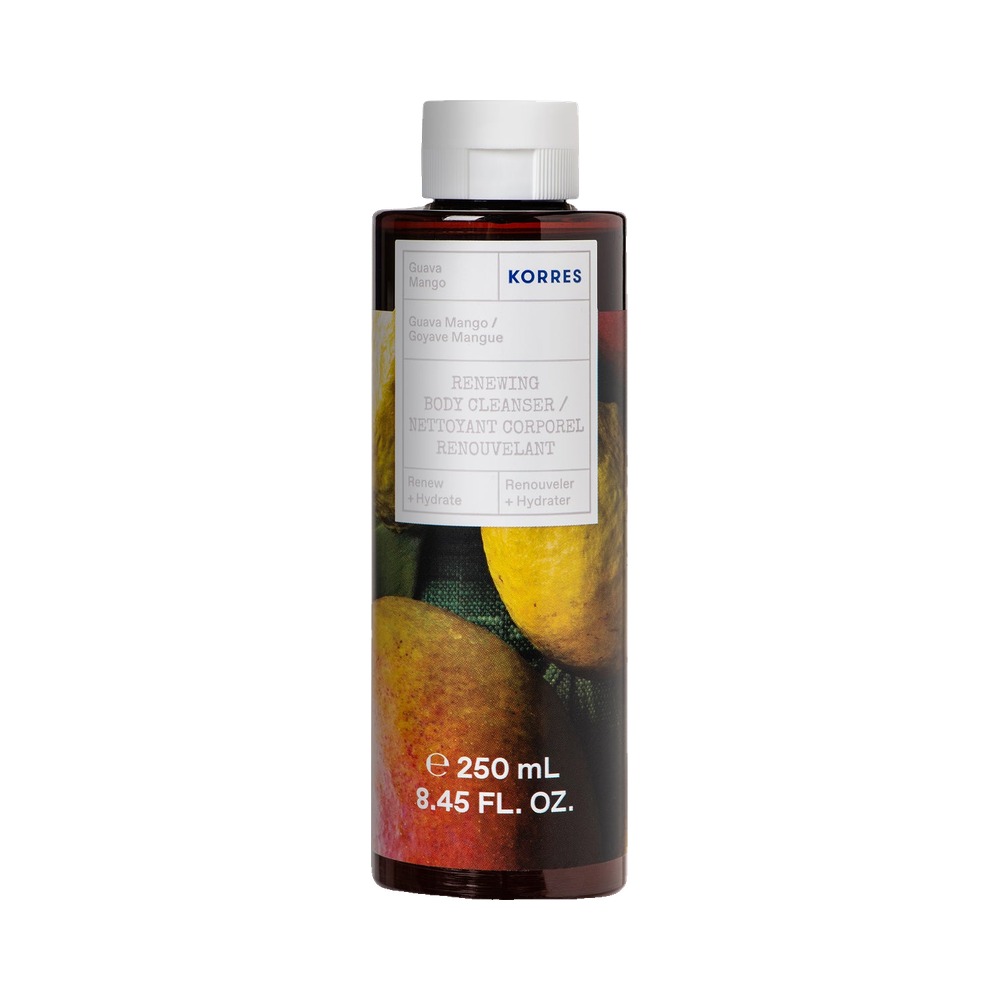 Guava
Mango
KORRES
Guava Mango /
Goyave Mangue
RENEWING
BODY CLEANSER /
NETTOYANT CORPOREL
RENOUVELANT
Renew
+ Hydrate
Renouveler
+ Hydrater
℮ 250 mL
8.45 FL. OZ.